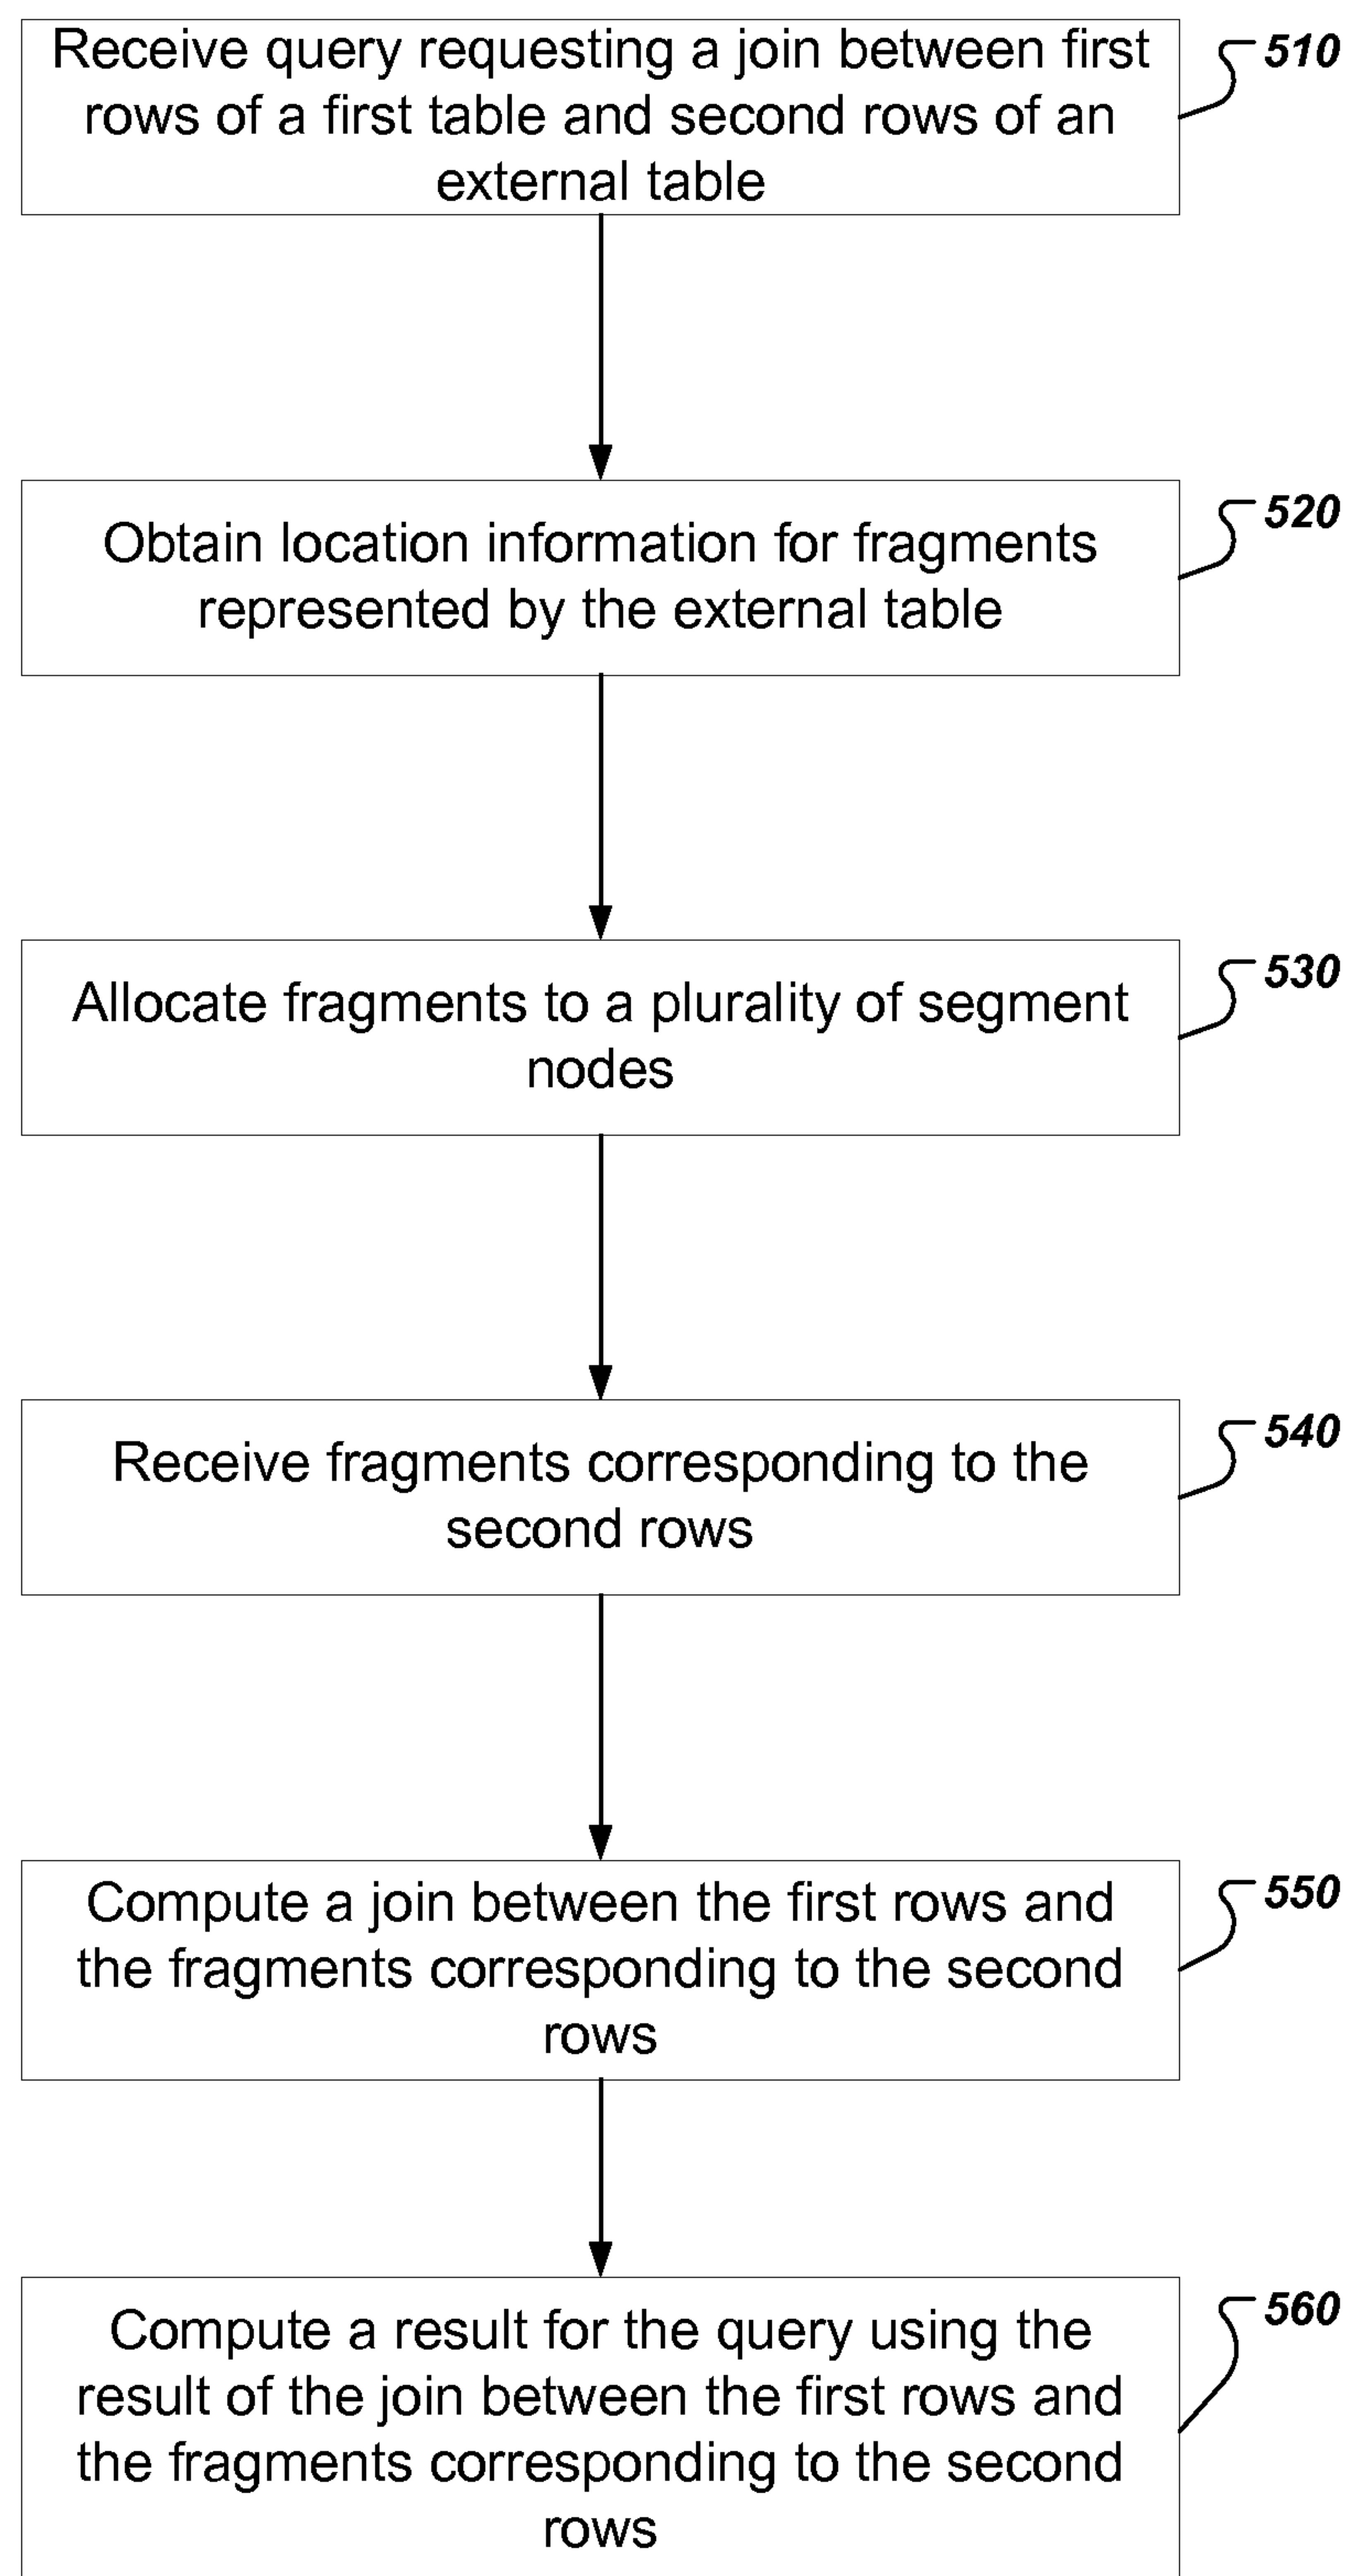 Receive query requesting a join between first
rows of a first table and second rows of an
external table
510
Obtain location information for fragments
represented by the external table
520
Allocate fragments to a plurality of segment
nodes
530
Receive fragments corresponding to the
second rows
540
Compute a join between the first rows and
the fragments corresponding to the second
rows
550
Compute a result for the query using the
result of the join between the first rows and
the fragments corresponding to the second
rows
560